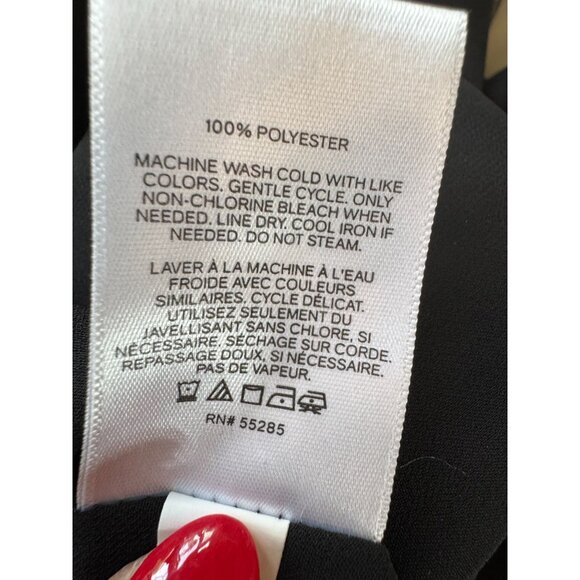 100% POLYESTER
MACHINE WASH COLD WITH LIKE
COLORS. GENTLE CYCLE. ONLY
NON-CHLORINE BLEACH WHEN
NEEDED. LINE DRY. COOL IRON IF
NEEDED. DO NOT STEAM.
LAVER À LA MACHINE À L'EAU
FROIDE AVEC COULEURS
SIMILAIRES. CYCLE DÉLICAT.
UTILISEZ SEULEMENT DU
JAVELLISANT SANS CHLORE, SI
NÉCESSAIRE. SÉCHAGE SUR CORDE.
REPASSAGE DOUX, SI NÉCESSAIRE.
PAS DE VAPEUR.
RN# 55285